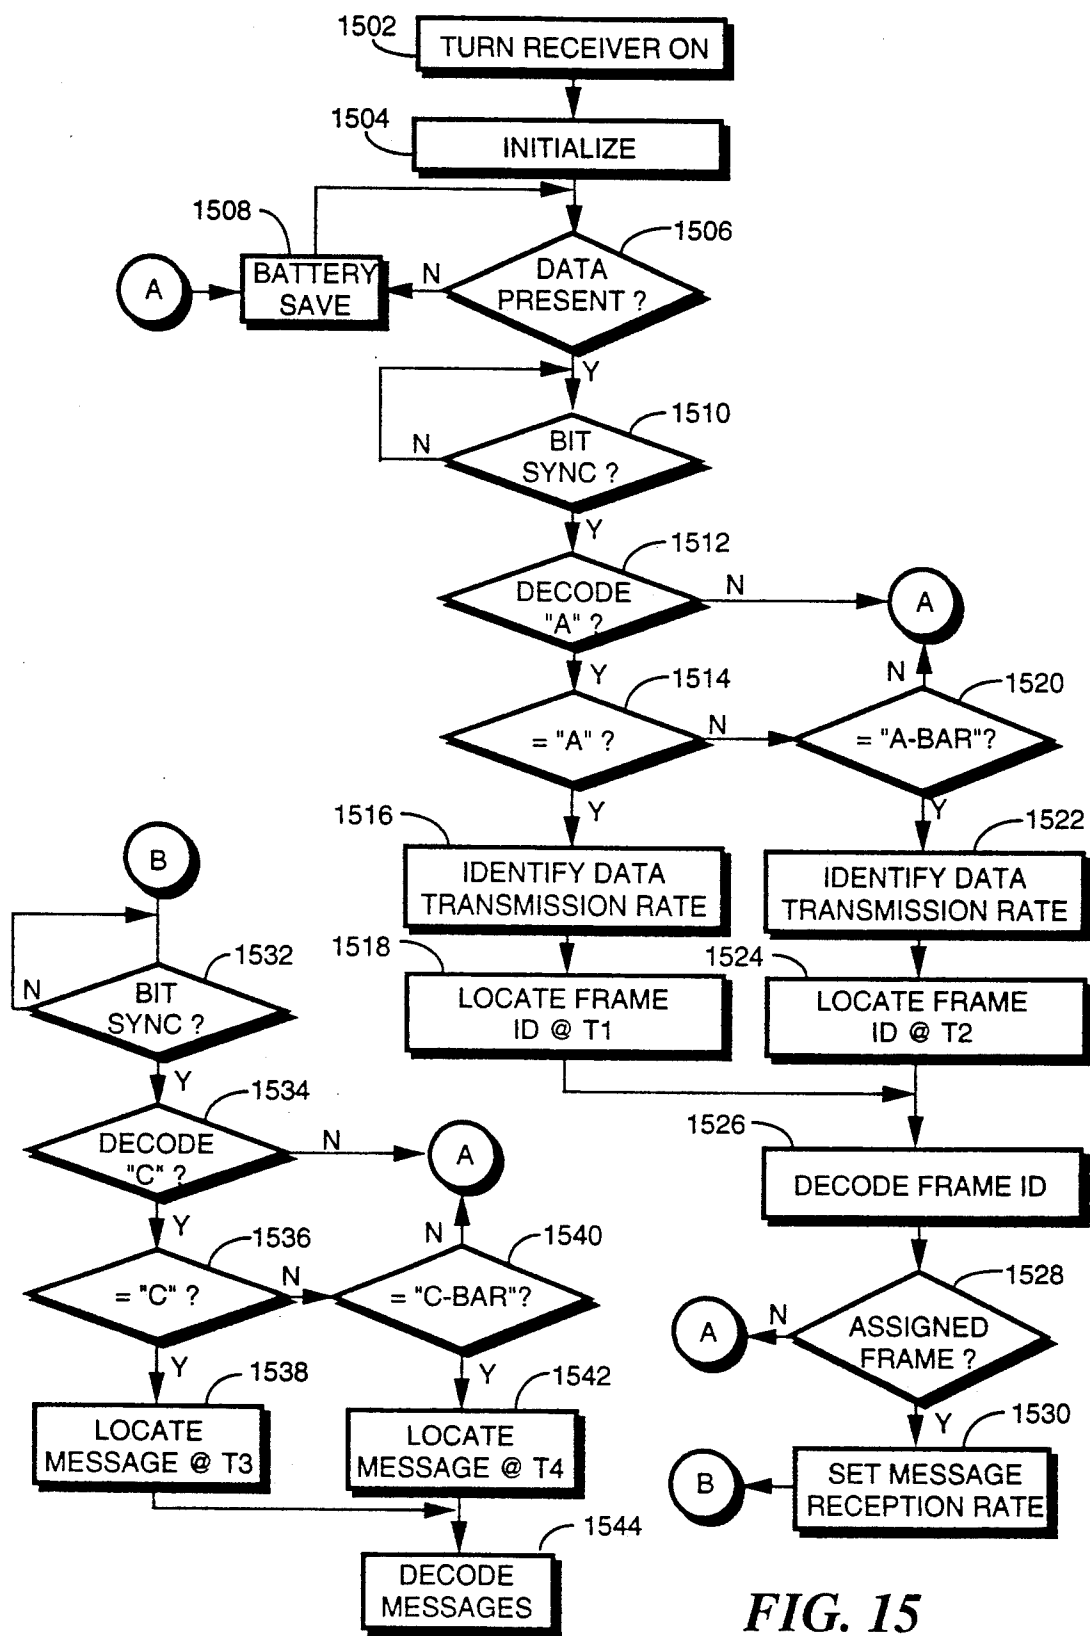 1502
TURN RECEIVER ON
1504
INITIALIZE
1508
1506
A
BATTERY
SAVE
N
DATA
PRESENT ?
Y
1510
N
BIT
SYNC ?
Y
1512
DECODE
"A" ?
N
A
Y
1514
N
1520
= "A" ?
N
= "A-BAR"?
Y
Y
1516
1522
IDENTIFY DATA
TRANSMISSION RATE
IDENTIFY DATA
TRANSMISSION RATE
1518
1524
LOCATE FRAME
ID @ T1
LOCATE FRAME
ID @ T2
1526
DECODE FRAME ID
1528
A
N
ASSIGNED
FRAME ?
Y
1530
B
SET MESSAGE
RECEPTION RATE
B
1532
N
BIT
SYNC ?
Y
1534
DECODE
"C" ?
N
A
Y
1536
N
1540
= "C" ?
N
= "C-BAR"?
Y
Y
1538
1542
LOCATE
MESSAGE @ T3
LOCATE
MESSAGE @ T4
1544
DECODE
MESSAGES
FIG. 15